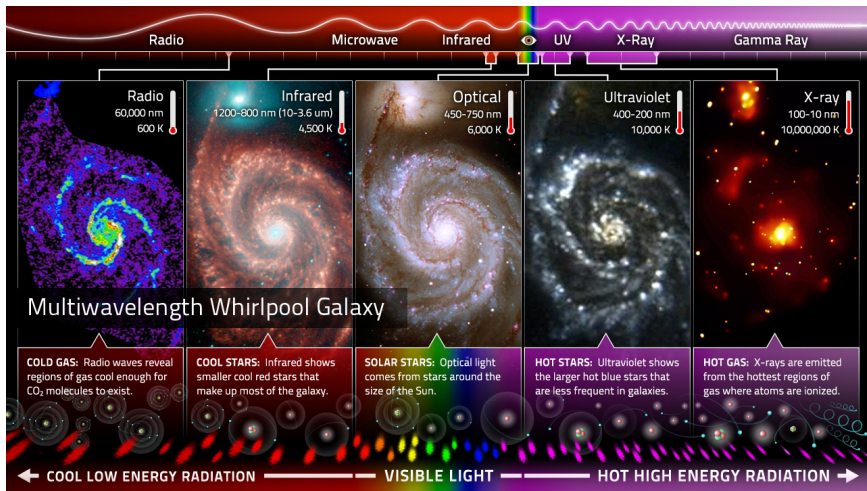 Radio
Microwave
Infrared
UV
X-Ray
Gamma Ray
Radio
60,000 nm
600 K
Infrared
1200-800 nm (10-3.6 um)
4,500 K
Optical
450-750 nm
6,000 K
Ultraviolet
400-200 nm
10,000 K
X-ray
100-10 nm
10,000,000 K
Multiwavelength Whirlpool Galaxy
COLD GAS: Radio waves reveal
regions of gas cool enough for
CO₂ molecules to exist.
COOL STARS: Infrared shows
smaller cool red stars that
make up most of the galaxy.
SOLAR STARS: Optical light
comes from stars around the
size of the Sun.
HOT STARS: Ultraviolet shows
the larger hot blue stars that
are less frequent in galaxies.
HOT GAS: X-rays are emitted
from the hottest regions of
gas where atoms are ionized.
COOL LOW ENERGY RADIATION
VISIBLE LIGHT
HOT HIGH ENERGY RADIATION